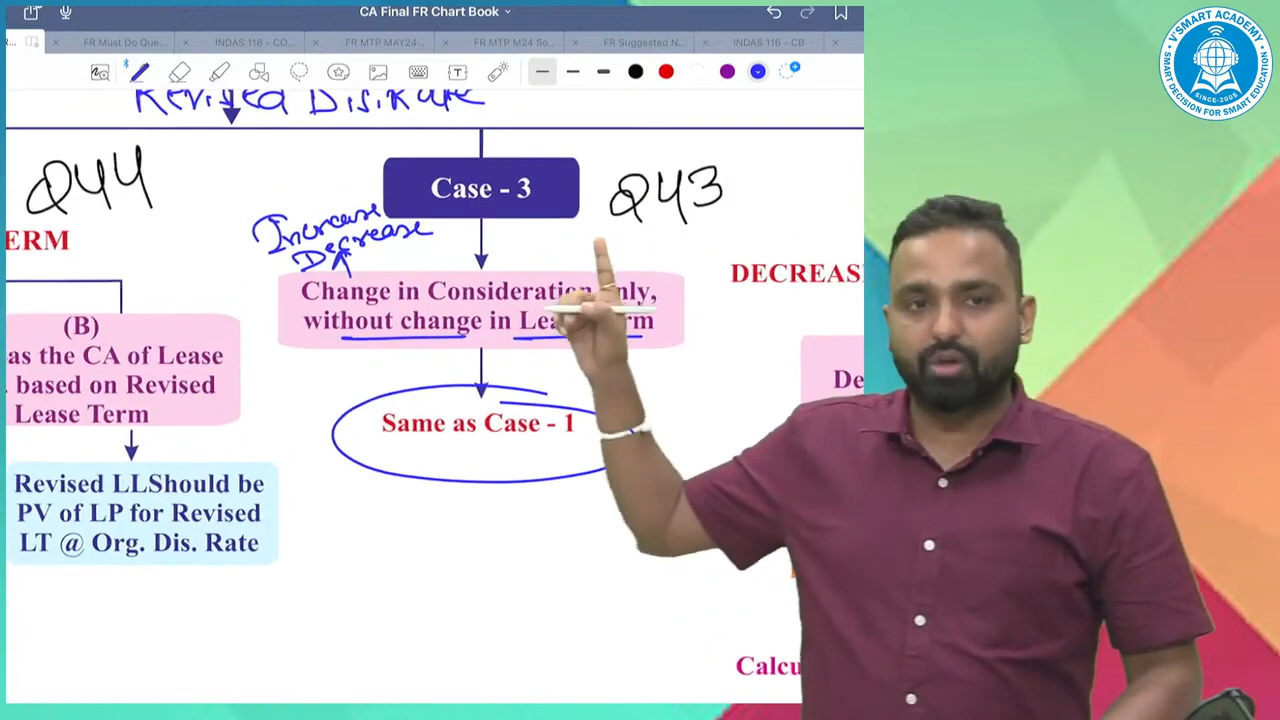 CA Final FR Chart Book
FR Must Do Que...
INDAS 116 - CO...
FR MTP MAY24...
FR MTP M24 So...
FR Suggested N...
INDAS 116 - CB
V'SMART ACADEMY
SMART DECISION FOR SMART EDUCATION
SINCE-2005
Revised Dis. Rate
Q44
Case - 3
Q43
Increase
Decrease
ERM
DECREAS
Change in Consideration only,
without change in Lease Term
(B)
as the CA of Lease
. based on Revised
Lease Term
De
Same as Case - 1
Revised LLShould be
PV of LP for Revised
LT @ Org. Dis. Rate
Calcu